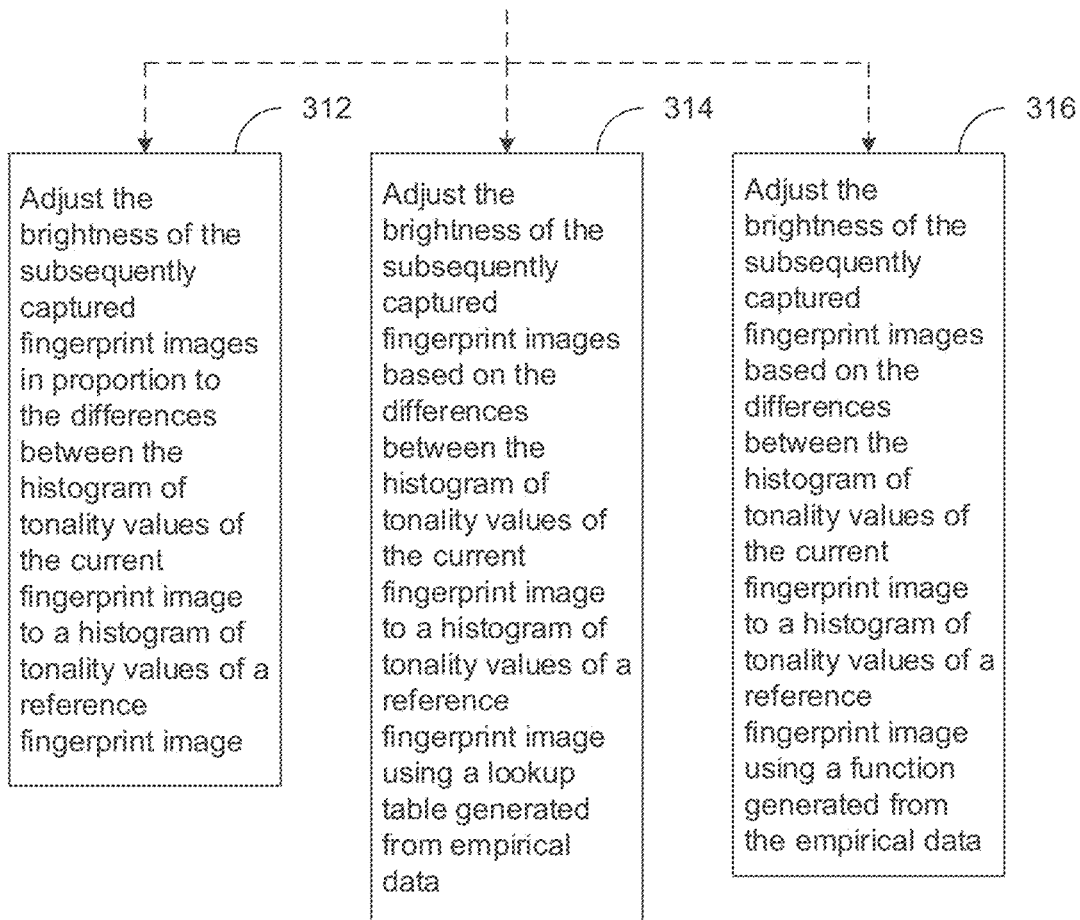 312
Adjust the
brightness of the
subsequently
captured
fingerprint images
in proportion to
the differences
between the
histogram of
tonality values of
the current
fingerprint image
to a histogram of
tonality values of a
reference
fingerprint image
314
Adjust the
brightness of the
subsequently
captured
fingerprint images
based on the
differences
between the
histogram of
tonality values of
the current
fingerprint image
to a histogram of
tonality values of a
reference
fingerprint image
using a lookup
table generated
from empirical
data
316
Adjust the
brightness of the
subsequently
captured
fingerprint images
based on the
differences
between the
histogram of
tonality values of
the current
fingerprint image
to a histogram of
tonality values of a
reference
fingerprint image
using a function
generated from
the empirical data